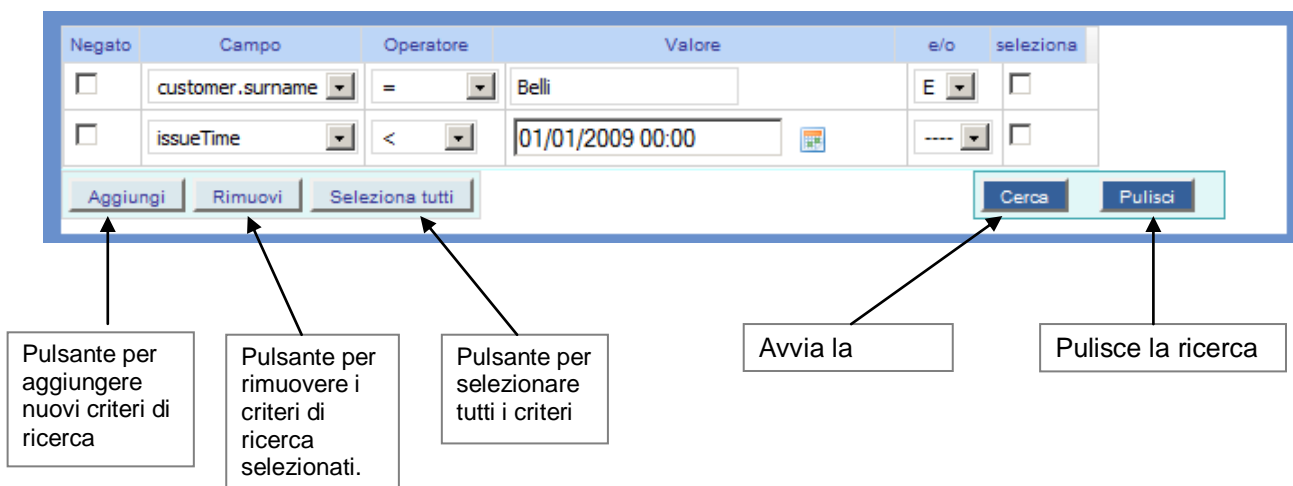 Negato Campo Operatore Valore e/o seleziona
customer.surname = Belli E
issueTime < 01/01/2009 00:00 ----
Aggiungi Rimuovi Seleziona tutti Cerca Pulisci
Pulsante per
aggiungere
nuovi criteri di
ricerca
Pulsante per
rimuovere i
criteri di
ricerca
selezionati.
Pulsante per
selezionare
tutti i criteri
Avvia la
Pulisce la ricerca